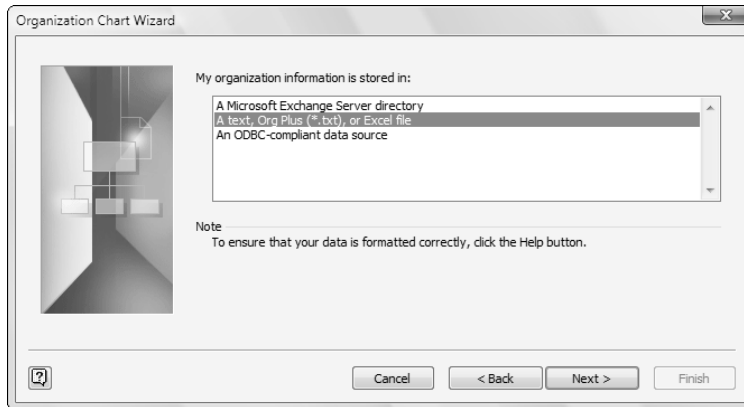 Organization Chart Wizard
My organization information is stored in:
A Microsoft Exchange Server directory
A text, Org Plus (*.txt), or Excel file
An ODBC-compliant data source
Note
To ensure that your data is formatted correctly, click the Help button.
Cancel
< Back
Next >
Finish